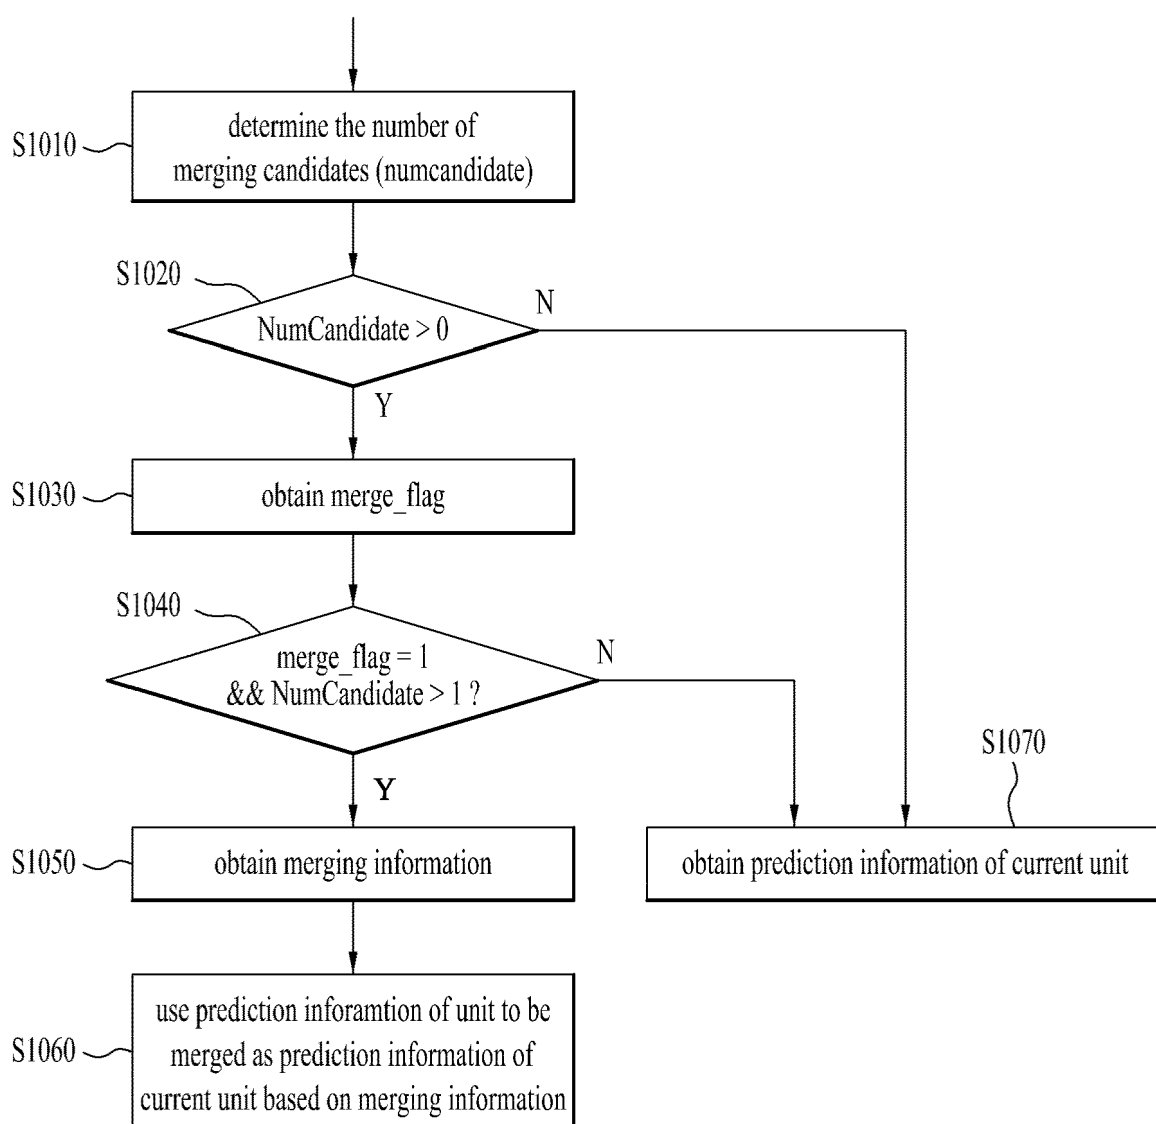 S1010
determine the number of
merging candidates (numcandidate)
S1020
N
NumCandidate > 0
Y
S1030
obtain merge_flag
S1040
N
merge_flag = 1
&& NumCandidate > 1 ?
S1070
Y
S1050
obtain merging information
obtain prediction information of current unit
S1060
use prediction inforamtion of unit to be
merged as prediction information of
current unit based on merging information